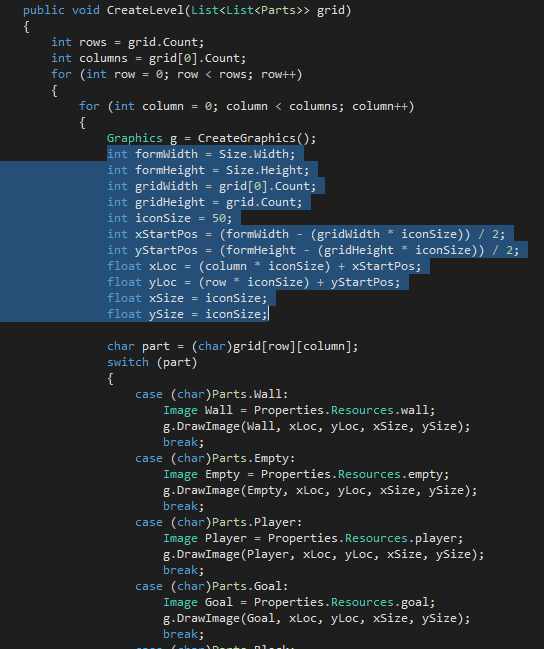 public void CreateLevel(List<List<Parts>> grid)
{
int rows = grid.Count;
int columns = grid[0].Count;
for (int row = 0; row < rows; row++)
{
for (int column = 0; column < columns; column++)
{
Graphics g = CreateGraphics();
int formWidth = Size.Width;
int formHeight = Size.Height;
int gridWidth = grid[0].Count;
int gridHeight = grid.Count;
int iconSize = 50;
int xStartPos = (formWidth - (gridWidth * iconSize)) / 2;
int yStartPos = (formHeight - (gridHeight * iconSize)) / 2;
float xLoc = (column * iconSize) + xStartPos;
float yLoc = (row * iconSize) + yStartPos;
float xSize = iconSize;
float ySize = iconSize;
char part = (char)grid[row][column];
switch (part)
{
case (char)Parts.Wall:
Image Wall = Properties.Resources.wall;
g.DrawImage(Wall, xLoc, yLoc, xSize, ySize);
break;
case (char)Parts.Empty:
Image Empty = Properties.Resources.empty;
g.DrawImage(Empty, xLoc, yLoc, xSize, ySize);
break;
case (char)Parts.Player:
Image Player = Properties.Resources.player;
g.DrawImage(Player, xLoc, yLoc, xSize, ySize);
break;
case (char)Parts.Goal:
Image Goal = Properties.Resources.goal;
g.DrawImage(Goal, xLoc, yLoc, xSize, ySize);
break;
case (char)Parts.Block: